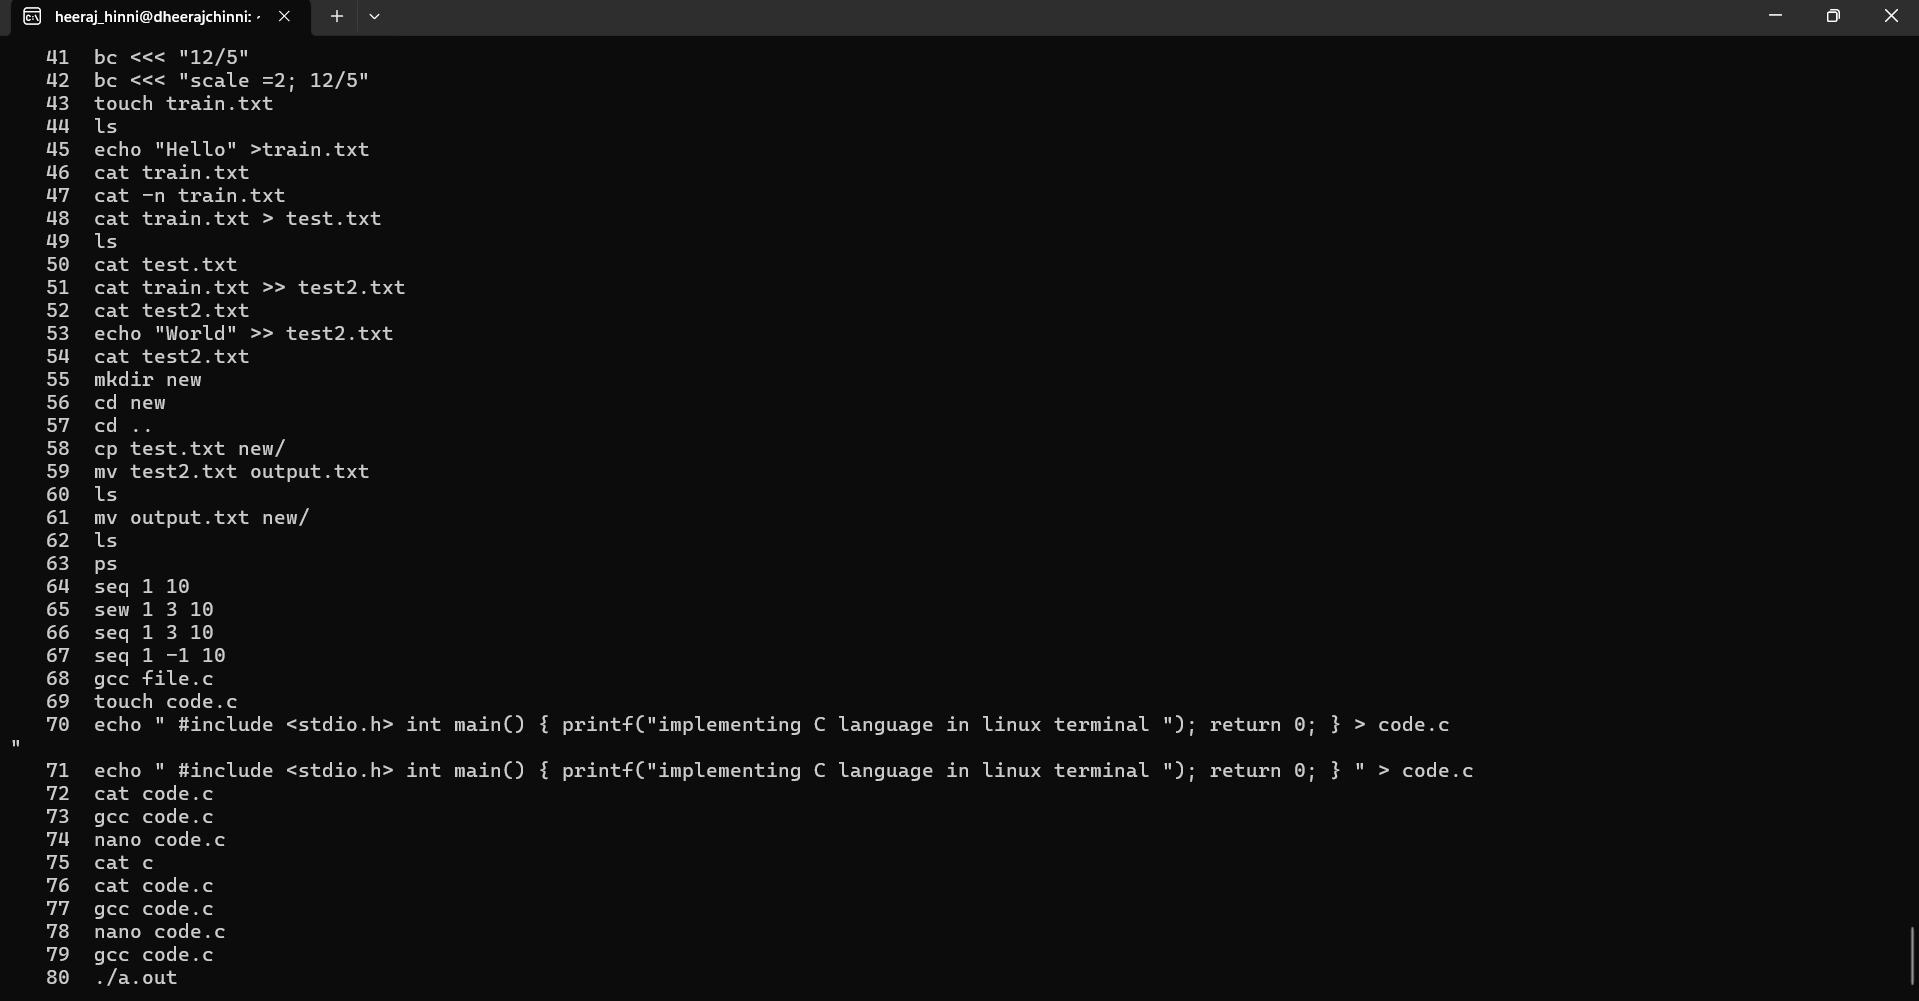 heeraj_hinni@dheerajchinni: ~
41 bc <<< "12/5"
42 bc <<< "scale =2; 12/5"
43 touch train.txt
44 ls
45 echo "Hello" >train.txt
46 cat train.txt
47 cat -n train.txt
48 cat train.txt > test.txt
49 ls
50 cat test.txt
51 cat train.txt >> test2.txt
52 cat test2.txt
53 echo "World" >> test2.txt
54 cat test2.txt
55 mkdir new
56 cd new
57 cd ..
58 cp test.txt new/
59 mv test2.txt output.txt
60 ls
61 mv output.txt new/
62 ls
63 ps
64 seq 1 10
65 sew 1 3 10
66 seq 1 3 10
67 seq 1 -1 10
68 gcc file.c
69 touch code.c
70 echo " #include <stdio.h> int main() { printf("implementing C language in linux terminal "); return 0; } > code.c
"
71 echo " #include <stdio.h> int main() { printf("implementing C language in linux terminal "); return 0; } " > code.c
72 cat code.c
73 gcc code.c
74 nano code.c
75 cat c
76 cat code.c
77 gcc code.c
78 nano code.c
79 gcc code.c
80 ./a.out